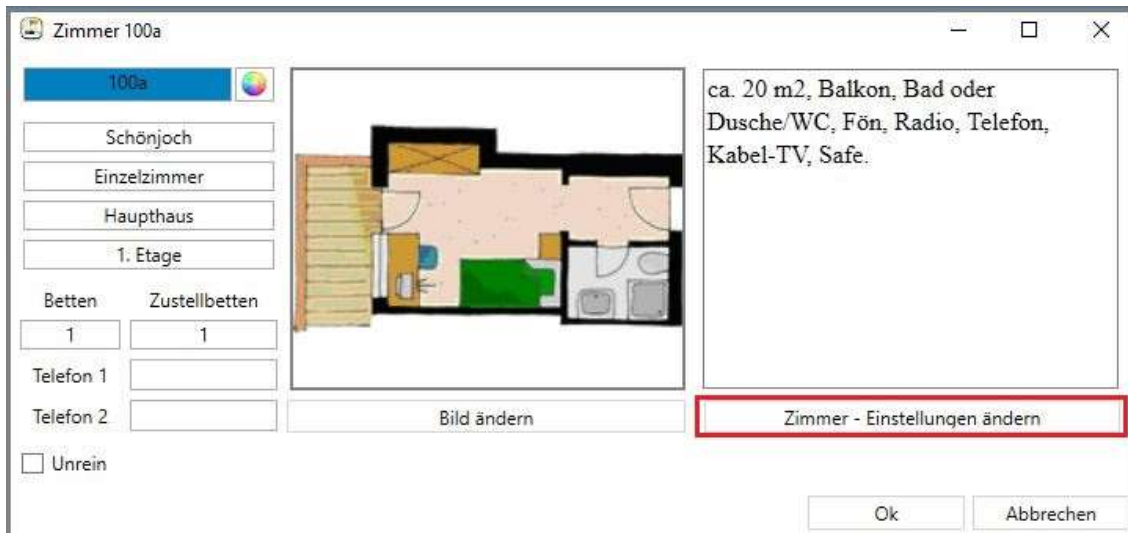 Zimmer 100a
100a
Schönjoch
Einzelzimmer
Haupthaus
1. Etage
Betten Zustellbetten
1 1
Telefon 1
Telefon 2
Unrein
Bild ändern
ca. 20 m2, Balkon, Bad oder
Dusche/WC, Fön, Radio, Telefon,
Kabel-TV, Safe.
Zimmer - Einstellungen ändern
Ok Abbrechen